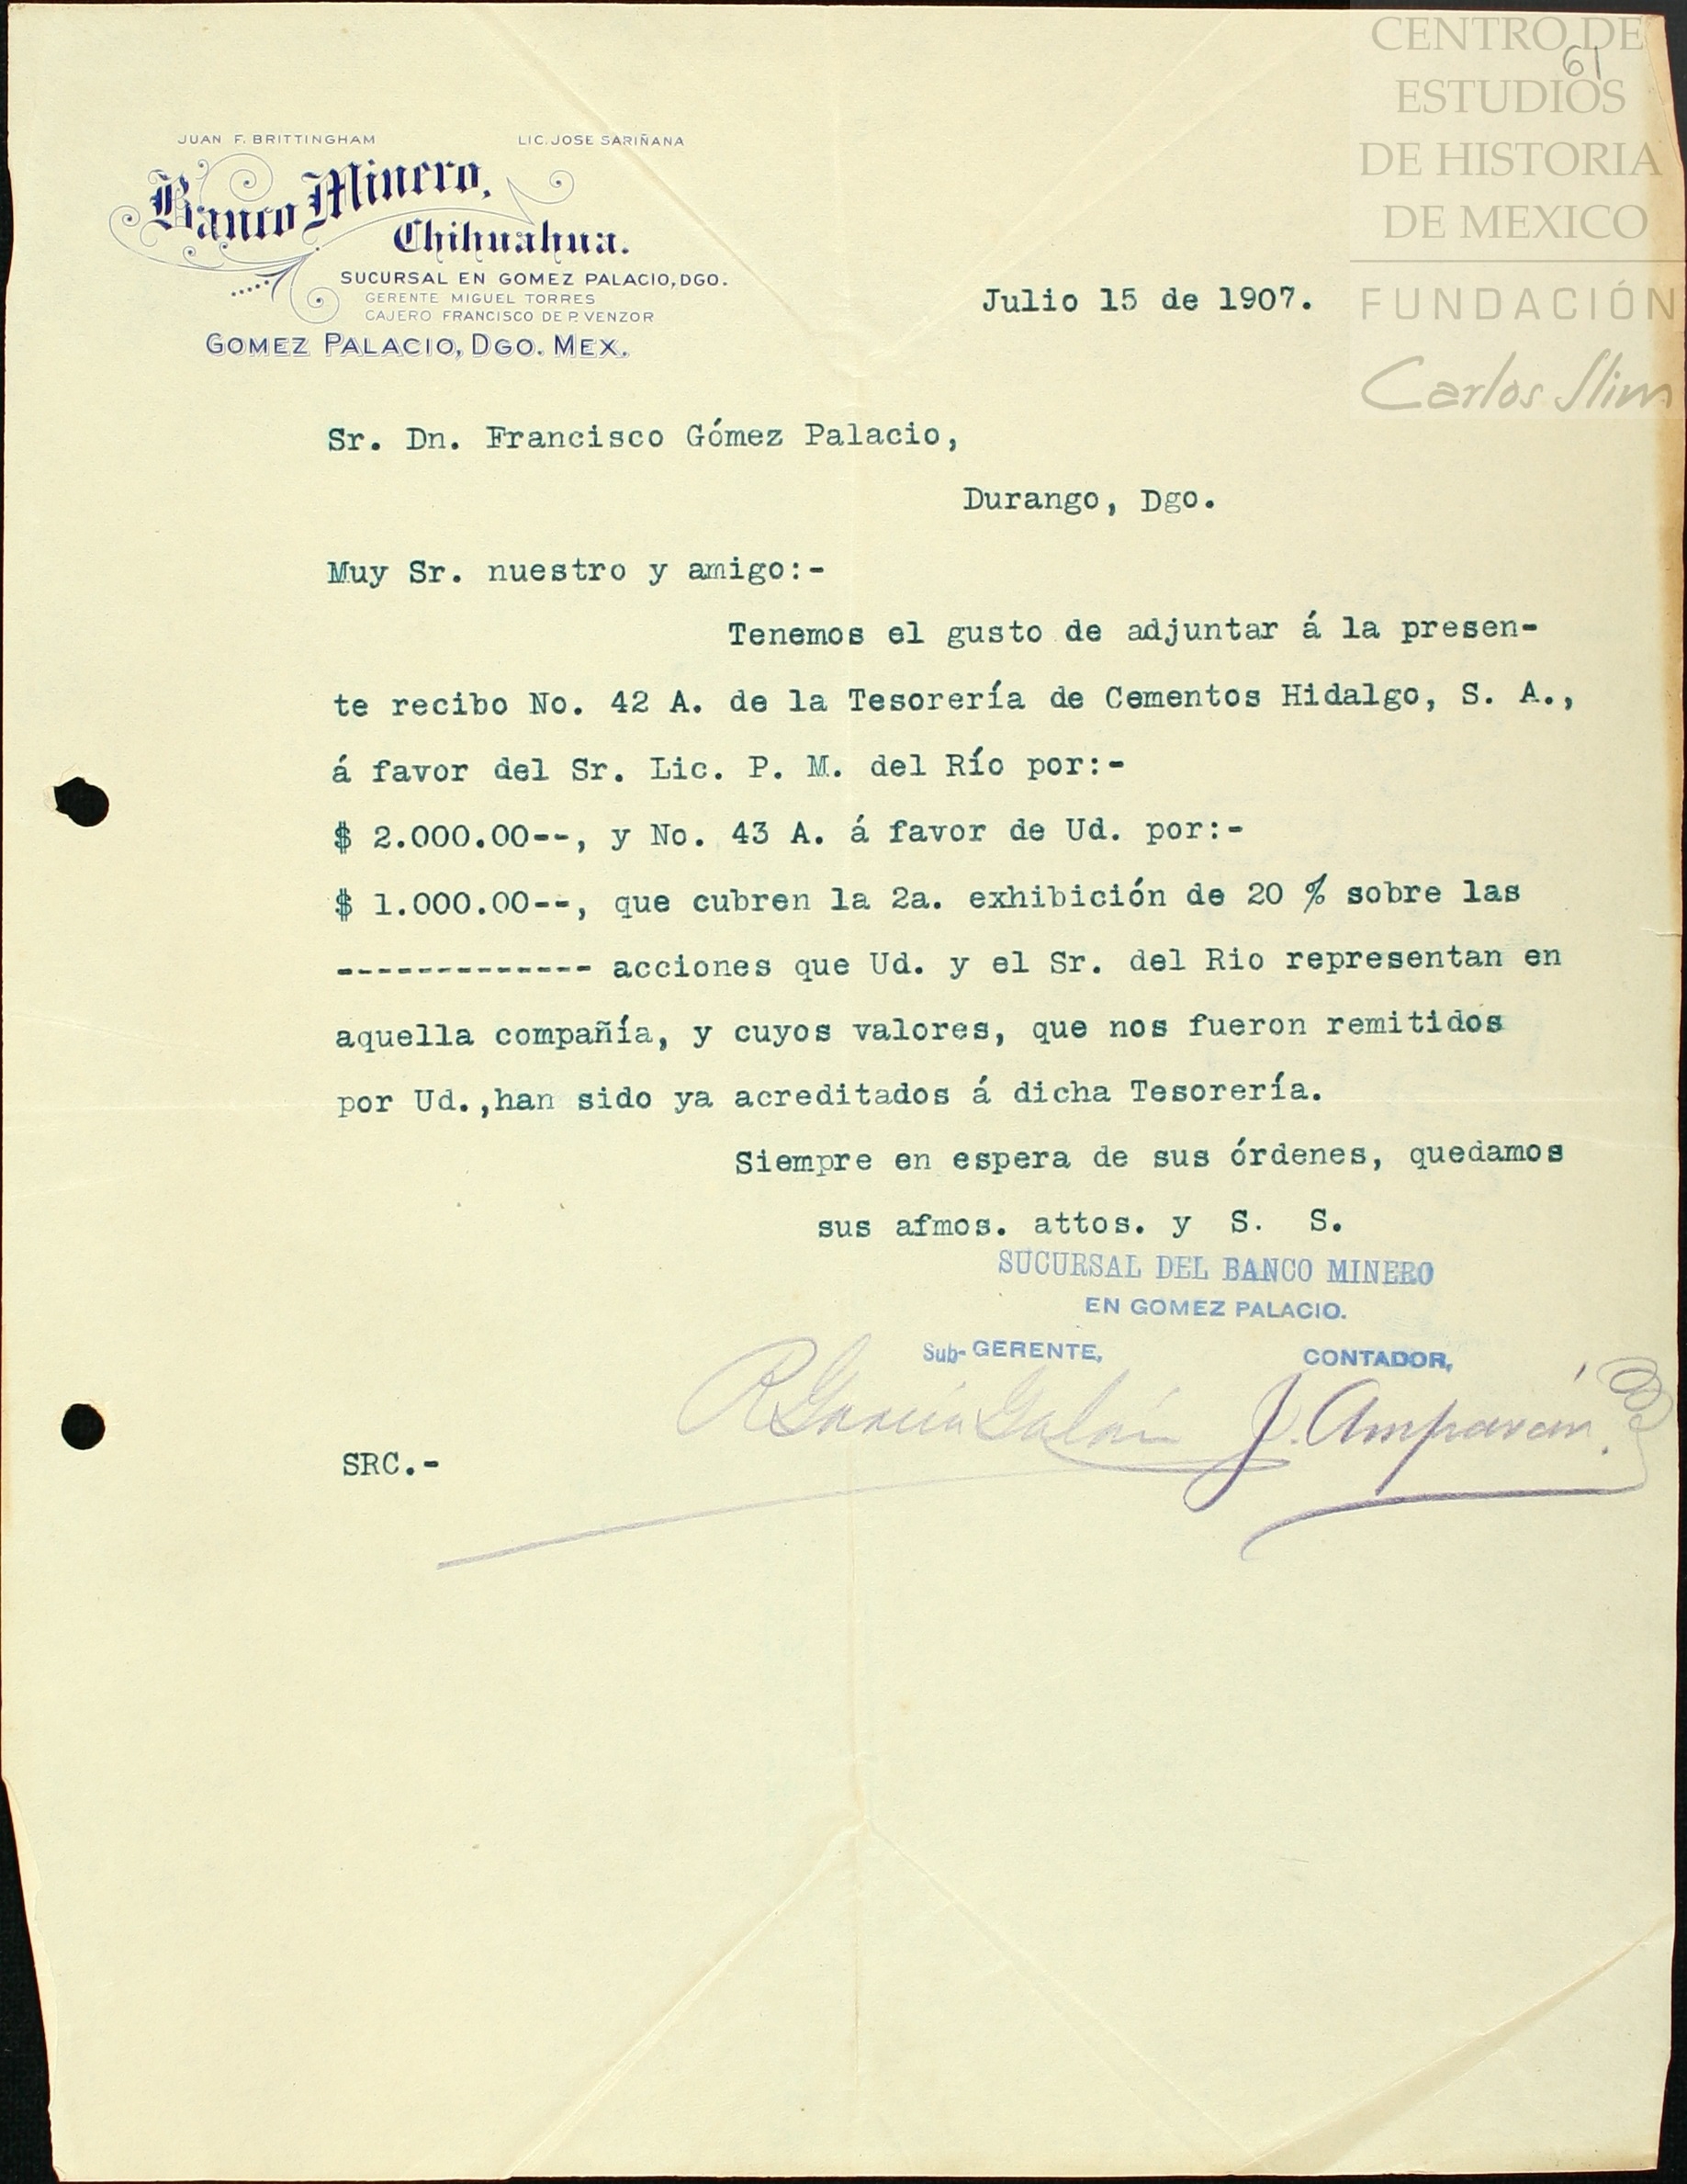 CENTRO DE
ESTUDIOS
DE HISTORIA
DE MEXICO
FUNDACIÓN
Carlos Slim
61
JUAN F. BRITTINGHAM LIC. JOSE SARIÑANA
Banco Minero,
Chihuahua.
SUCURSAL EN GOMEZ PALACIO, DGO.
GERENTE MIGUEL TORRES
CAJERO FRANCISCO DE P. VENZOR
GOMEZ PALACIO, DGO. MEX.
Julio 15 de 1907.
Sr. Dn. Francisco Gómez Palacio,
Durango, Dgo.
Muy Sr. nuestro y amigo:-
Tenemos el gusto de adjuntar á la presen-
te recibo No. 42 A. de la Tesorería de Cementos Hidalgo, S. A.,
á favor del Sr. Lic. P. M. del Río por:-
$ 2.000.00--, y No. 43 A. á favor de Ud. por:-
$ 1.000.00--, que cubren la 2a. exhibición de 20 % sobre las
------------- acciones que Ud. y el Sr. del Rio representan en
aquella compañía, y cuyos valores, que nos fueron remitidos
por Ud.,han sido ya acreditados á dicha Tesorería.
Siempre en espera de sus órdenes, quedamos
sus afmos. attos. y S. S.
SUCURSAL DEL BANCO MINERO
EN GOMEZ PALACIO.
Sub-GERENTE, CONTADOR,
R García Galán J. Amparán.
SRC.-